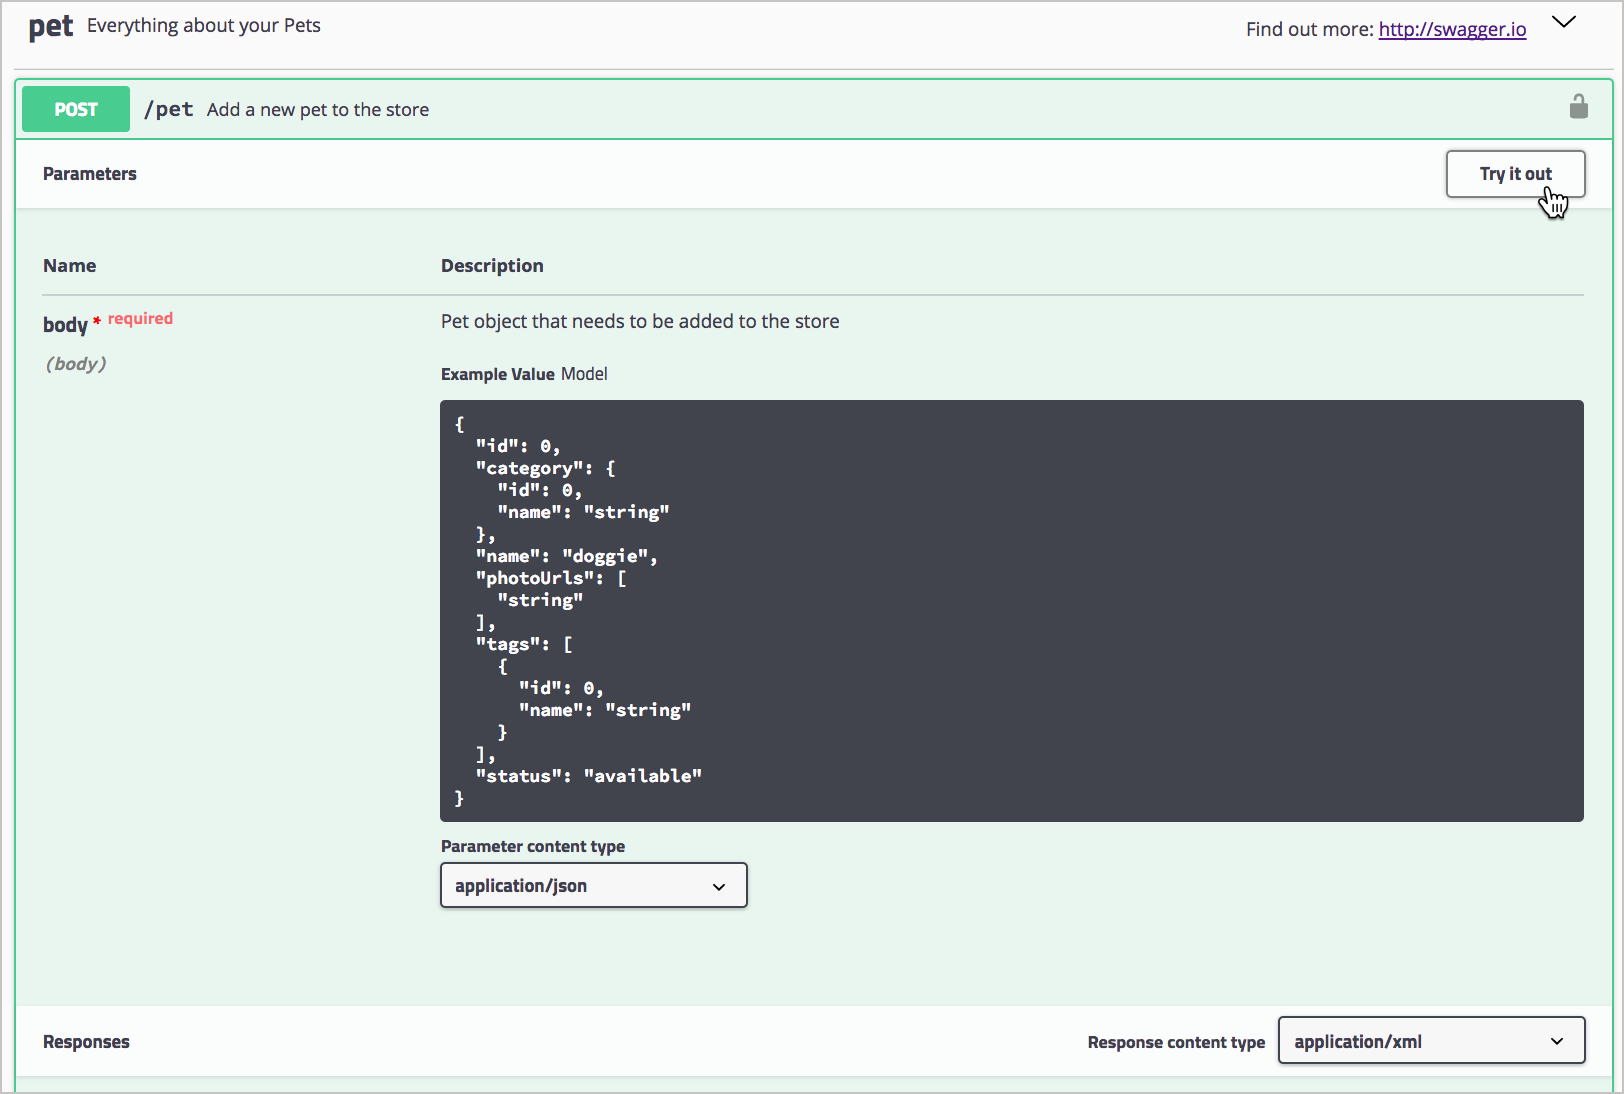 pet Everything about your Pets Find out more: http://swagger.io
POST /pet Add a new pet to the store
Parameters Try it out
Name Description
body * required Pet object that needs to be added to the store
(body)
Example Value Model
{
  "id": 0,
  "category": {
    "id": 0,
    "name": "string"
  },
  "name": "doggie",
  "photoUrls": [
    "string"
  ],
  "tags": [
    {
      "id": 0,
      "name": "string"
    }
  ],
  "status": "available"
}
Parameter content type
application/json
Responses Response content type application/xml